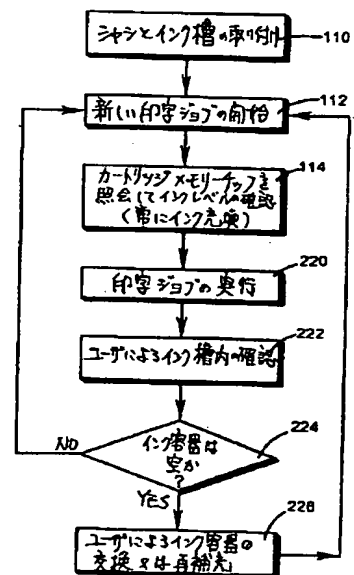 シャシとインク槽の取り付け
110
新しい印字ジョブの開始
112
カートリッジメモリーチップを
照会してインクレベルの確認
(常にインク充填)
114
印字ジョブの実行
220
ユーザによるインク槽内の確認
222
インク容器は
空か
?
224
NO
YES
ユーザによるインク容器の
交換又は再補充
226